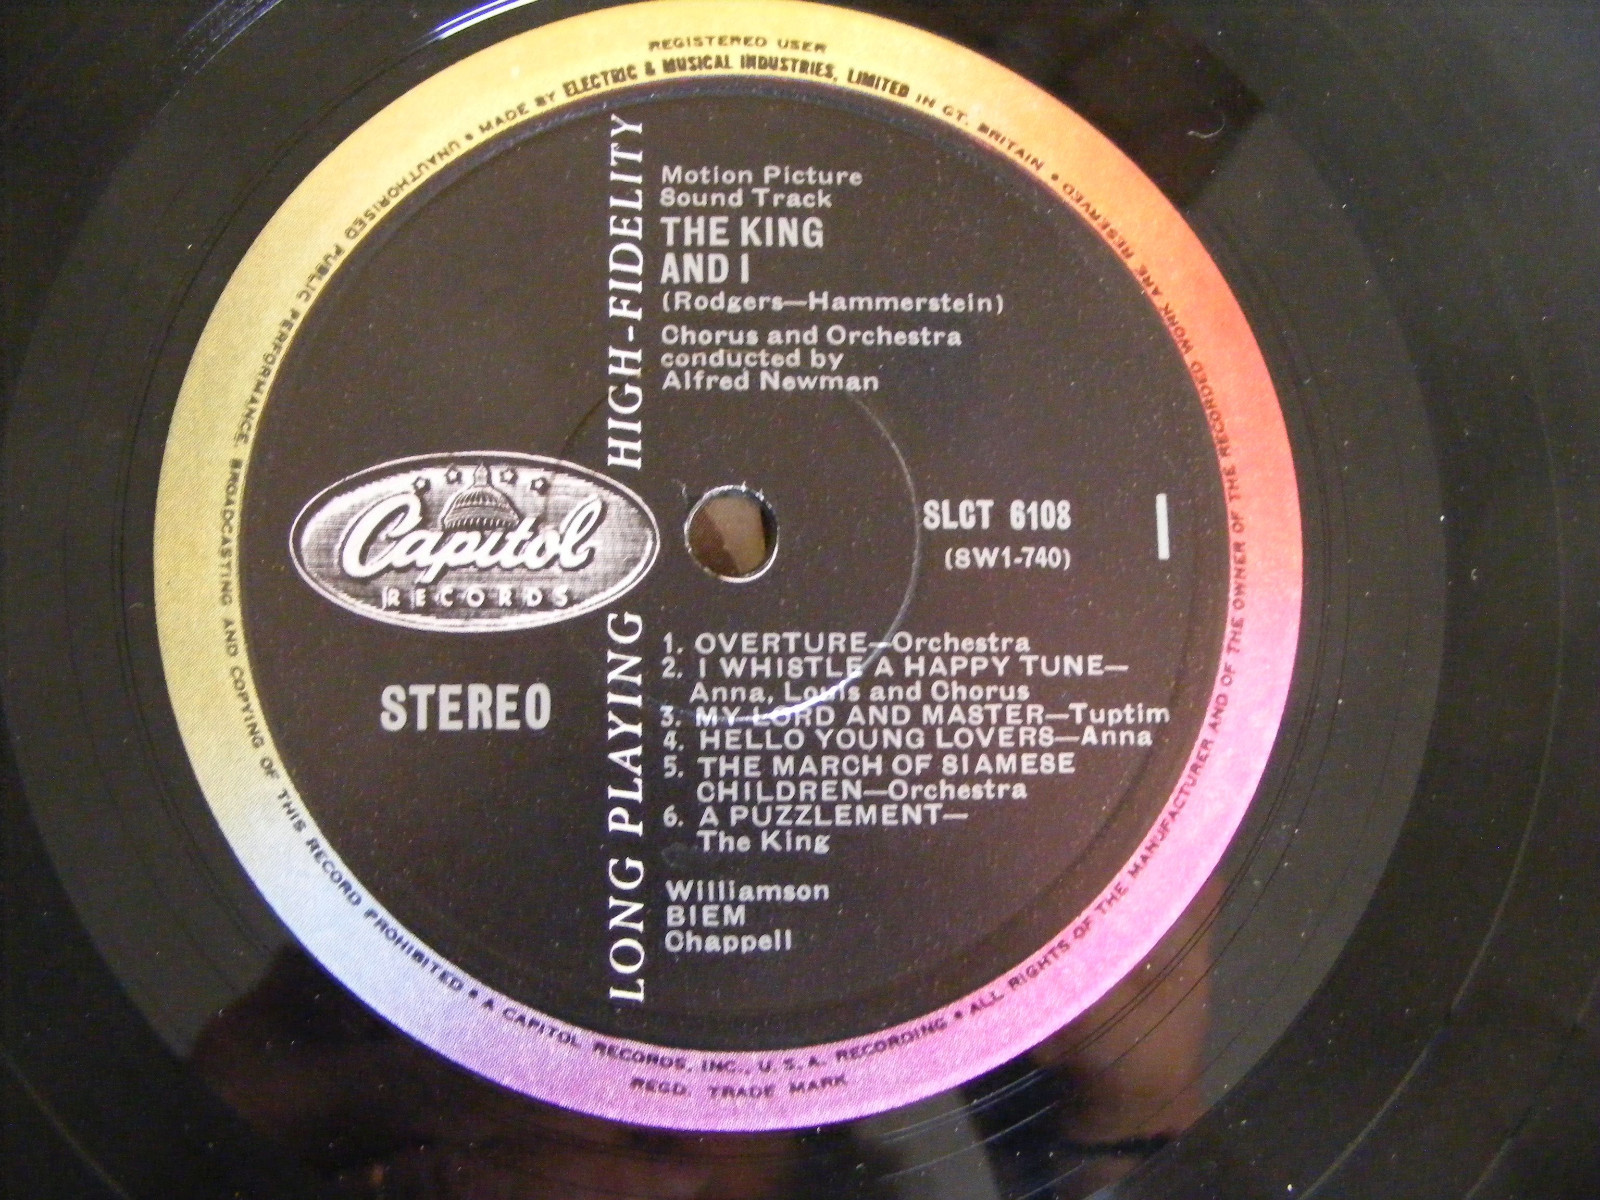 REGISTERED USER
MADE BY ELECTRIC & MUSICAL INDUSTRIES, LIMITED IN GT. BRITAIN • ALL RIGHTS OF THE MANUFACTURER AND OF THE OWNER OF THE RECORDED WORK ARE RESERVED •
UNAUTHORISED PUBLIC PERFORMANCE, BROADCASTING AND COPYING OF THIS RECORD PROHIBITED •
A CAPITOL RECORDS, INC., U. S. A. RECORDING •
REGD. TRADE MARK
LONG PLAYING HIGH-FIDELITY
Motion Picture
Sound Track
THE KING
AND I
(Rodgers—Hammerstein)
Chorus and Orchestra
conducted by
Alfred Newman
Capitol
RECORDS
STEREO
SLCT 6108
(SW1-740)
1
1. OVERTURE—Orchestra
2. I WHISTLE A HAPPY TUNE—
Anna, Louis and Chorus
3. MY LORD AND MASTER—Tuptim
4. HELLO YOUNG LOVERS—Anna
5. THE MARCH OF SIAMESE
CHILDREN—Orchestra
6. A PUZZLEMENT—
The King
Williamson
BIEM
Chappell